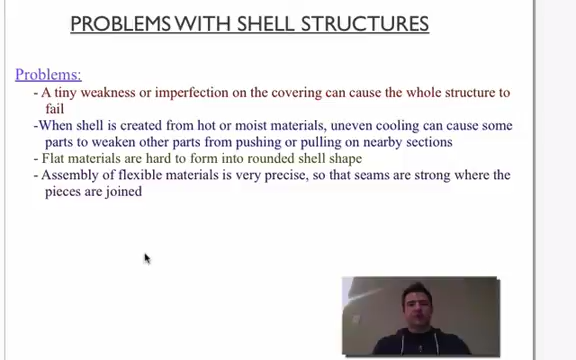 PROBLEMS WITH SHELL STRUCTURES
Problems:
- A tiny weakness or imperfection on the covering can cause the whole structure to
fail
-When shell is created from hot or moist materials, uneven cooling can cause some
parts to weaken other parts from pushing or pulling on nearby sections
- Flat materials are hard to form into rounded shell shape
- Assembly of flexible materials is very precise, so that seams are strong where the
pieces are joined